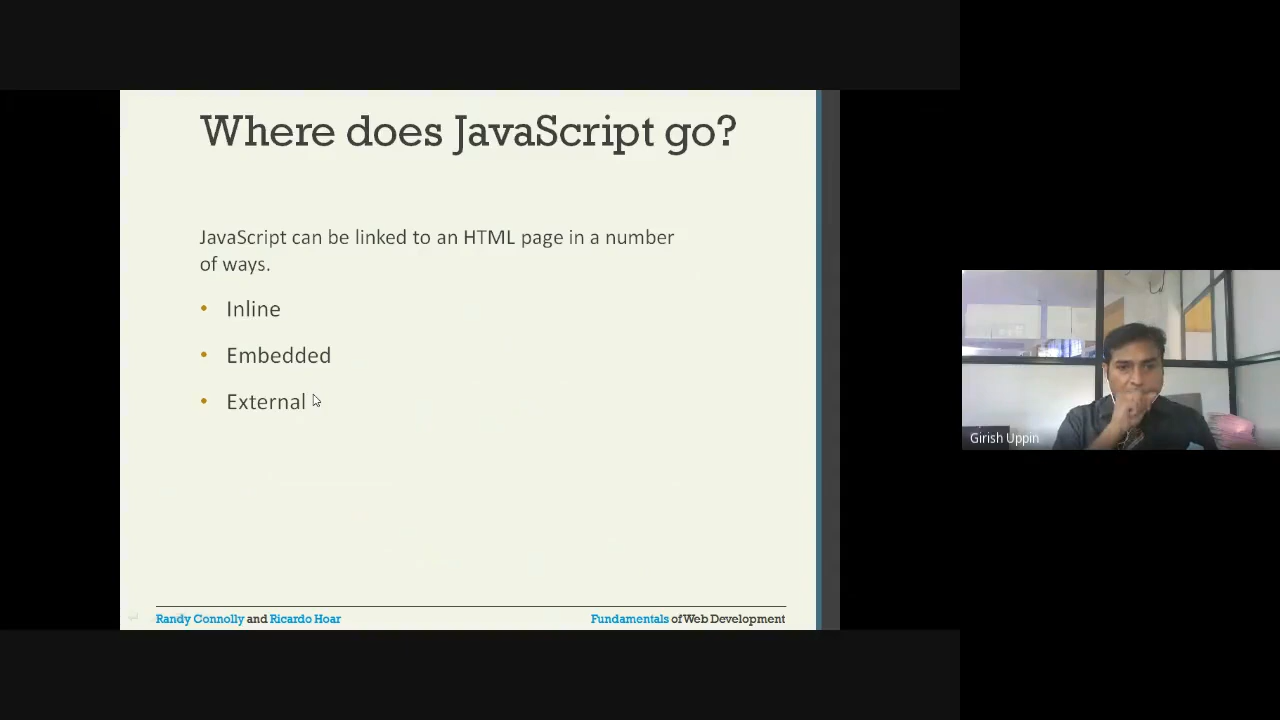 Where does JavaScript go?
JavaScript can be linked to an HTML page in a number
of ways.
• Inline
• Embedded
• External
Randy Connolly and Ricardo Hoar
Fundamentals of Web Development
Girish Uppin